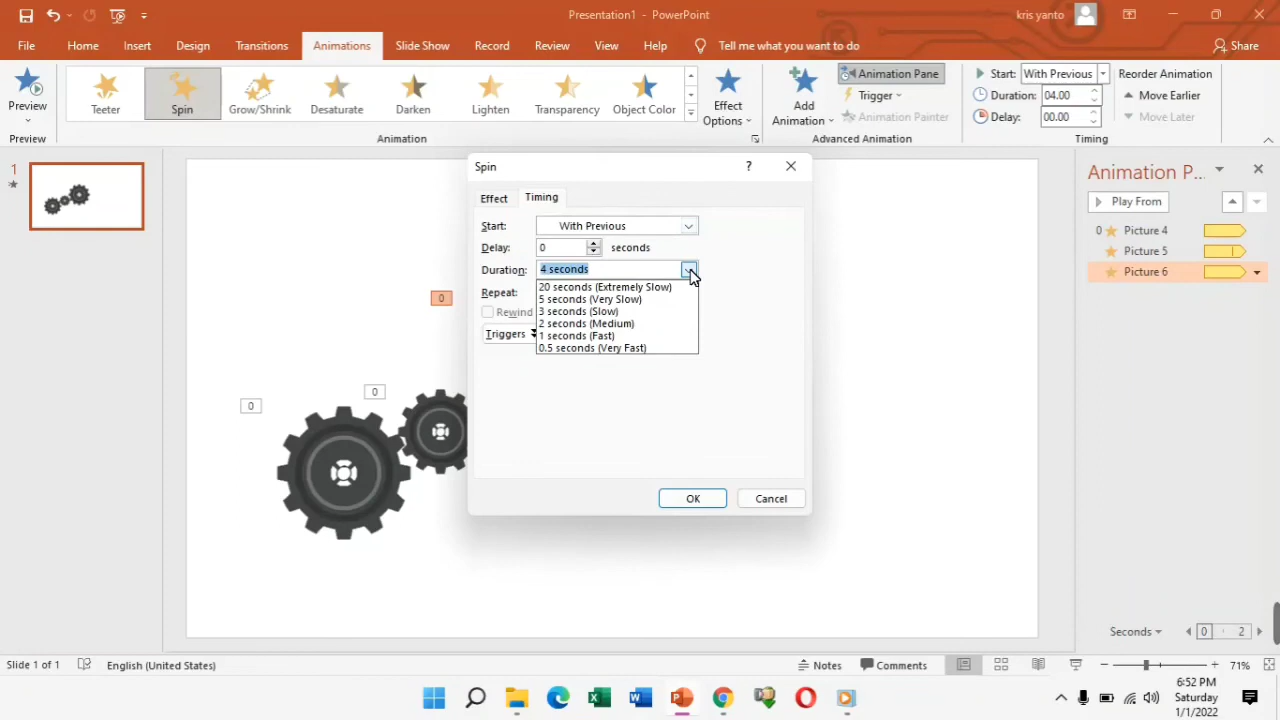 Presentation1 - PowerPoint
kris yanto
File Home Insert Design Transitions Animations Slide Show Record Review View Help Tell me what you want to do Share
Preview
Teeter Spin Grow/Shrink Desaturate Darken Lighten Transparency Object Color
Effect Options
Add Animation
Animation Pane
Trigger
Animation Painter
Start: With Previous
Duration: 04.00
Delay: 00.00
Reorder Animation
Move Earlier
Move Later
Preview Animation Advanced Animation Timing
1
Spin
?
Effect Timing
Start: With Previous
Delay: 0 seconds
Duration: 4 seconds
20 seconds (Extremely Slow)
5 seconds (Very Slow)
3 seconds (Slow)
2 seconds (Medium)
1 seconds (Fast)
0.5 seconds (Very Fast)
Repeat:
Rewind
Triggers
OK Cancel
0
0
0
Animation P...
Play From
0 Picture 4
Picture 5
Picture 6
Seconds 0 2
Slide 1 of 1 English (United States) Notes Comments 71%
6:52 PM
Saturday
1/1/2022